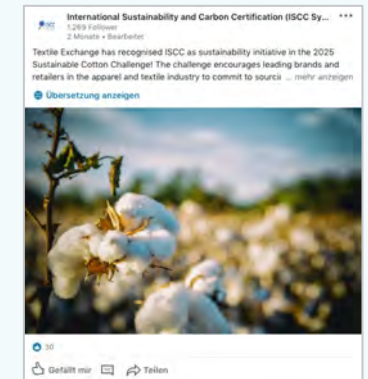 International Sustainability and Carbon Certification (ISCC Sy...
1.269 Follower
2 Monate • Bearbeitet
Textile Exchange has recognised ISCC as sustainability initiative in the 2025
Sustainable Cotton Challenge! The challenge encourages leading brands and
retailers in the apparel and textile industry to commit to sourci ... mehr anzeigen
Übersetzung anzeigen
30
Gefällt mir
Teilen